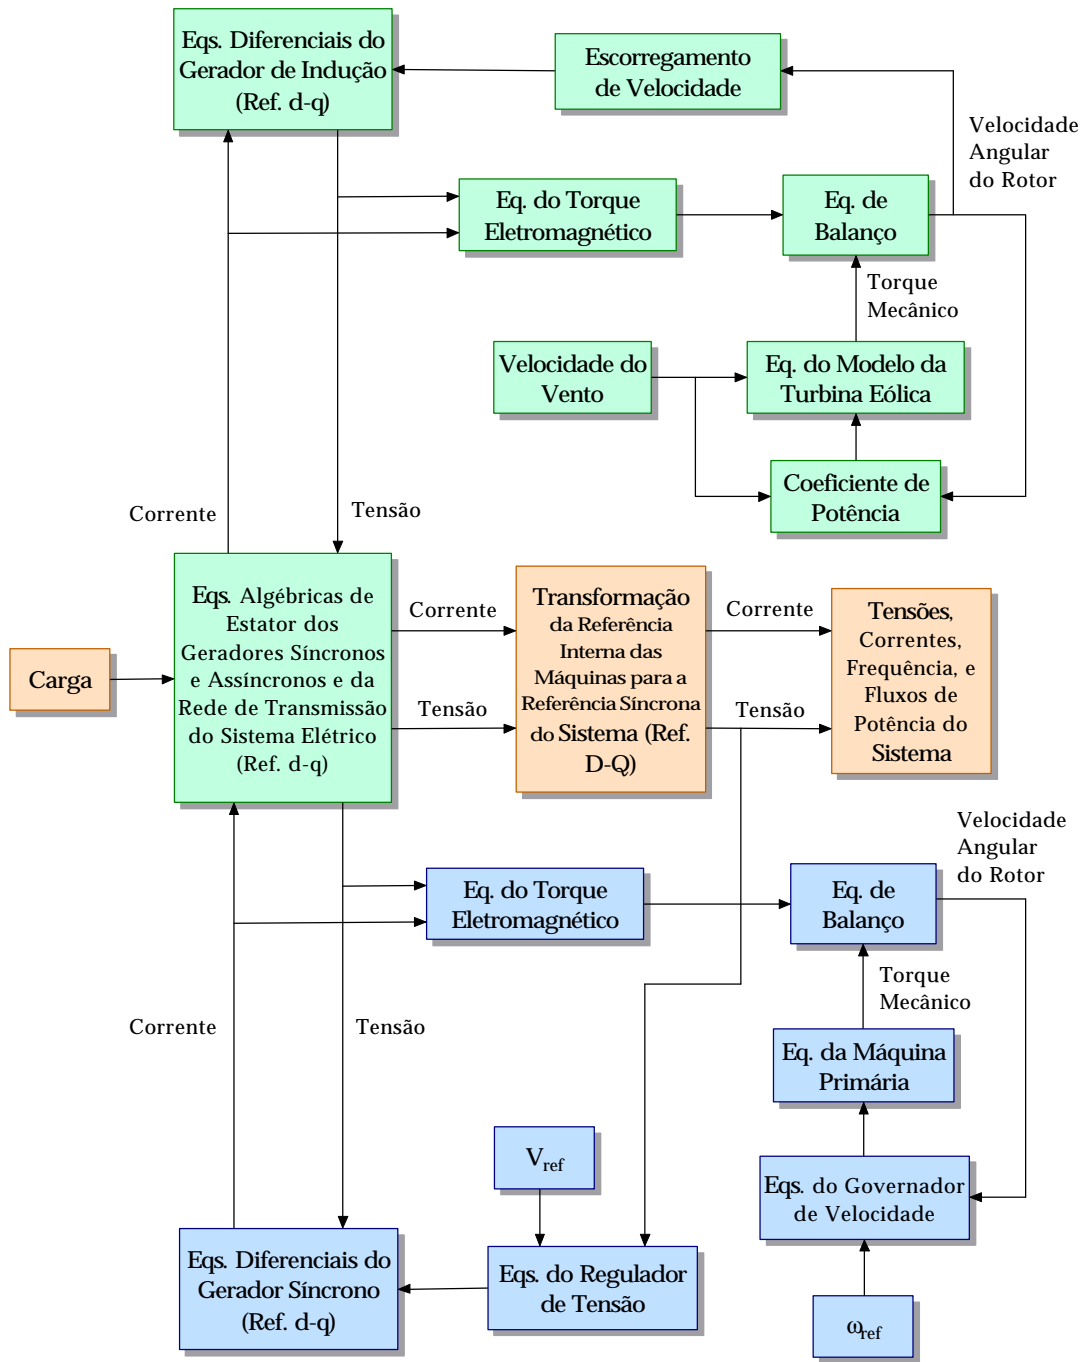 Eqs. Diferenciais do
Gerador de Indução
(Ref. d-q)
Escorregamento
de Velocidade
Velocidade
Angular
do Rotor
Eq. do Torque
Eletromagnético
Eq. de
Balanço
Torque
Mecânico
Velocidade do
Vento
Eq. do Modelo da
Turbina Eólica
Coeficiente de
Potência
Corrente
Tensão
Carga
Eqs. Algébricas de
Estator dos
Geradores Síncronos
e Assíncronos e da
Rede de Transmissão
do Sistema Elétrico
(Ref. d-q)
Corrente
Tensão
Transformação
da Referência
Interna das
Máquinas para a
Referência Síncrona
do Sistema (Ref.
D-Q)
Corrente
Tensão
Tensões,
Correntes,
Frequência, e
Fluxos de
Potência do
Sistema
Velocidade
Angular
do Rotor
Eq. do Torque
Eletromagnético
Eq. de
Balanço
Torque
Mecânico
Corrente
Tensão
Eq. da Máquina
Primária
Vref
Eqs. do Governador
de Velocidade
Eqs. Diferenciais do
Gerador Síncrono
(Ref. d-q)
Eqs. do Regulador
de Tensão
ωref